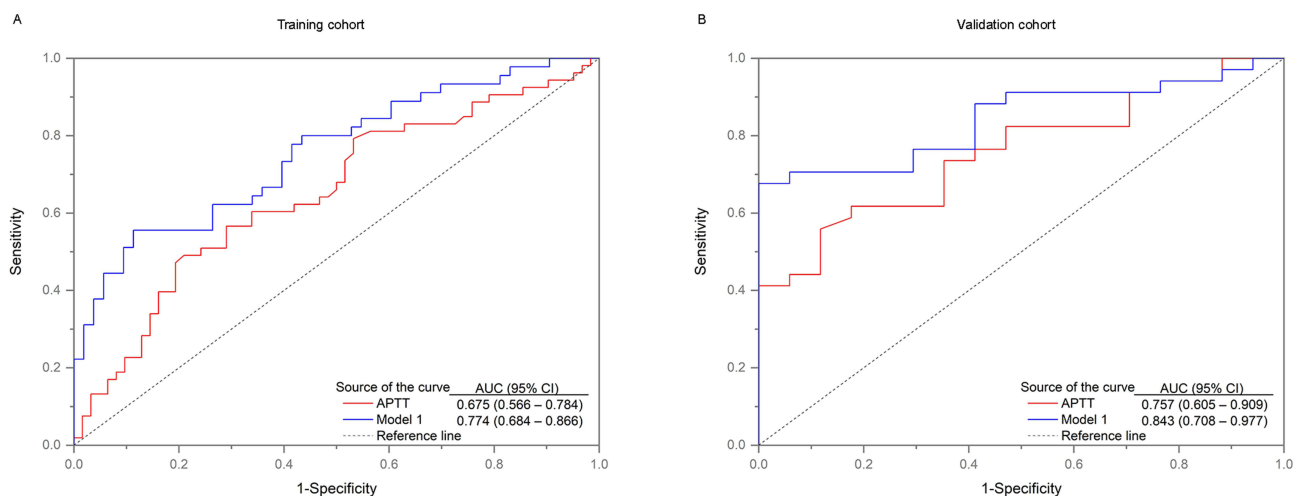 A
Training cohort
1.0
0.8
0.6
0.4
0.2
0.0
Sensitivity
Source of the curve AUC (95% CI)
APTT 0.675 (0.566 – 0.784)
Model 1 0.774 (0.684 – 0.866)
Reference line
0.0 0.2 0.4 0.6 0.8 1.0
1-Specificity
B
Validation cohort
1.0
0.8
0.6
0.4
0.2
0.0
Sensitivity
Source of the curve AUC (95% CI)
APTT 0.757 (0.605 – 0.909)
Model 1 0.843 (0.708 – 0.977)
Reference line
0.0 0.2 0.4 0.6 0.8 1.0
1-Specificity